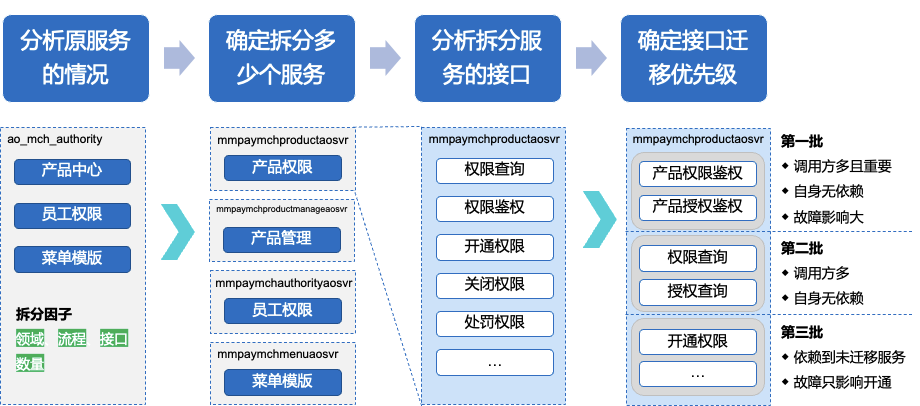 分析原服务
的情况
确定拆分多
少个服务
分析拆分服
务的接口
确定接口迁
移优先级
ao_mch_authority
产品中心
员工权限
菜单模版
拆分因子
领域 流程 接口
数量
mmpaymchproductaosvr
产品权限
mmpaymchproductmanageaosvr
产品管理
mmpaymchauthorityaosvr
员工权限
mmpaymchmenuaosvr
菜单模版
mmpaymchproductaosvr
权限查询
权限鉴权
开通权限
关闭权限
处罚权限
...
mmpaymchproductaosvr
产品权限鉴权
产品授权鉴权
权限查询
授权查询
开通权限
...
第一批
◆ 调用方多且重要
◆ 自身无依赖
◆ 故障影响大
第二批
◆ 调用方多
◆ 自身无依赖
第三批
◆ 依赖到未迁移服务
◆ 故障只影响开通